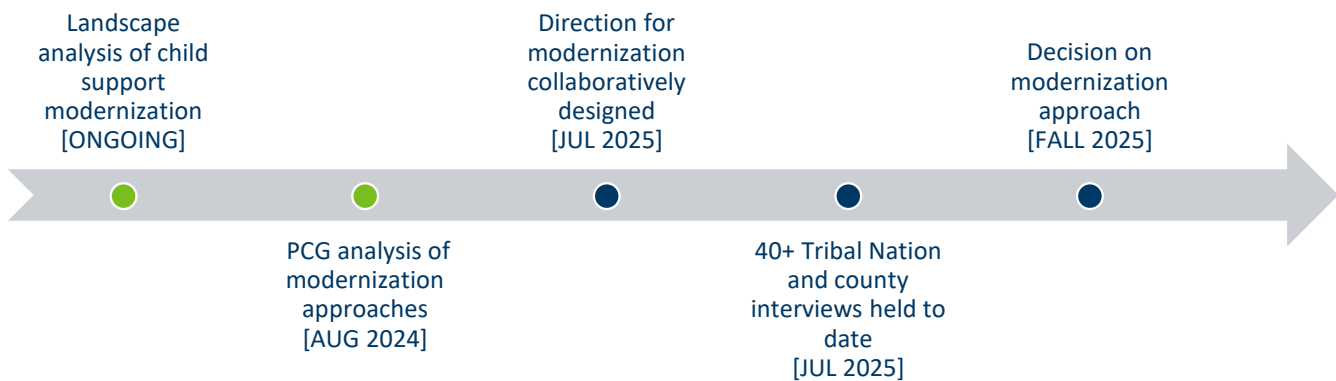 Landscape
analysis of child
support
modernization
[ONGOING]
PCG analysis of
modernization
approaches
[AUG 2024]
Direction for
modernization
collaboratively
designed
[JUL 2025]
40+ Tribal Nation
and county
interviews held to
date
[JUL 2025]
Decision on
modernization
approach
[FALL 2025]